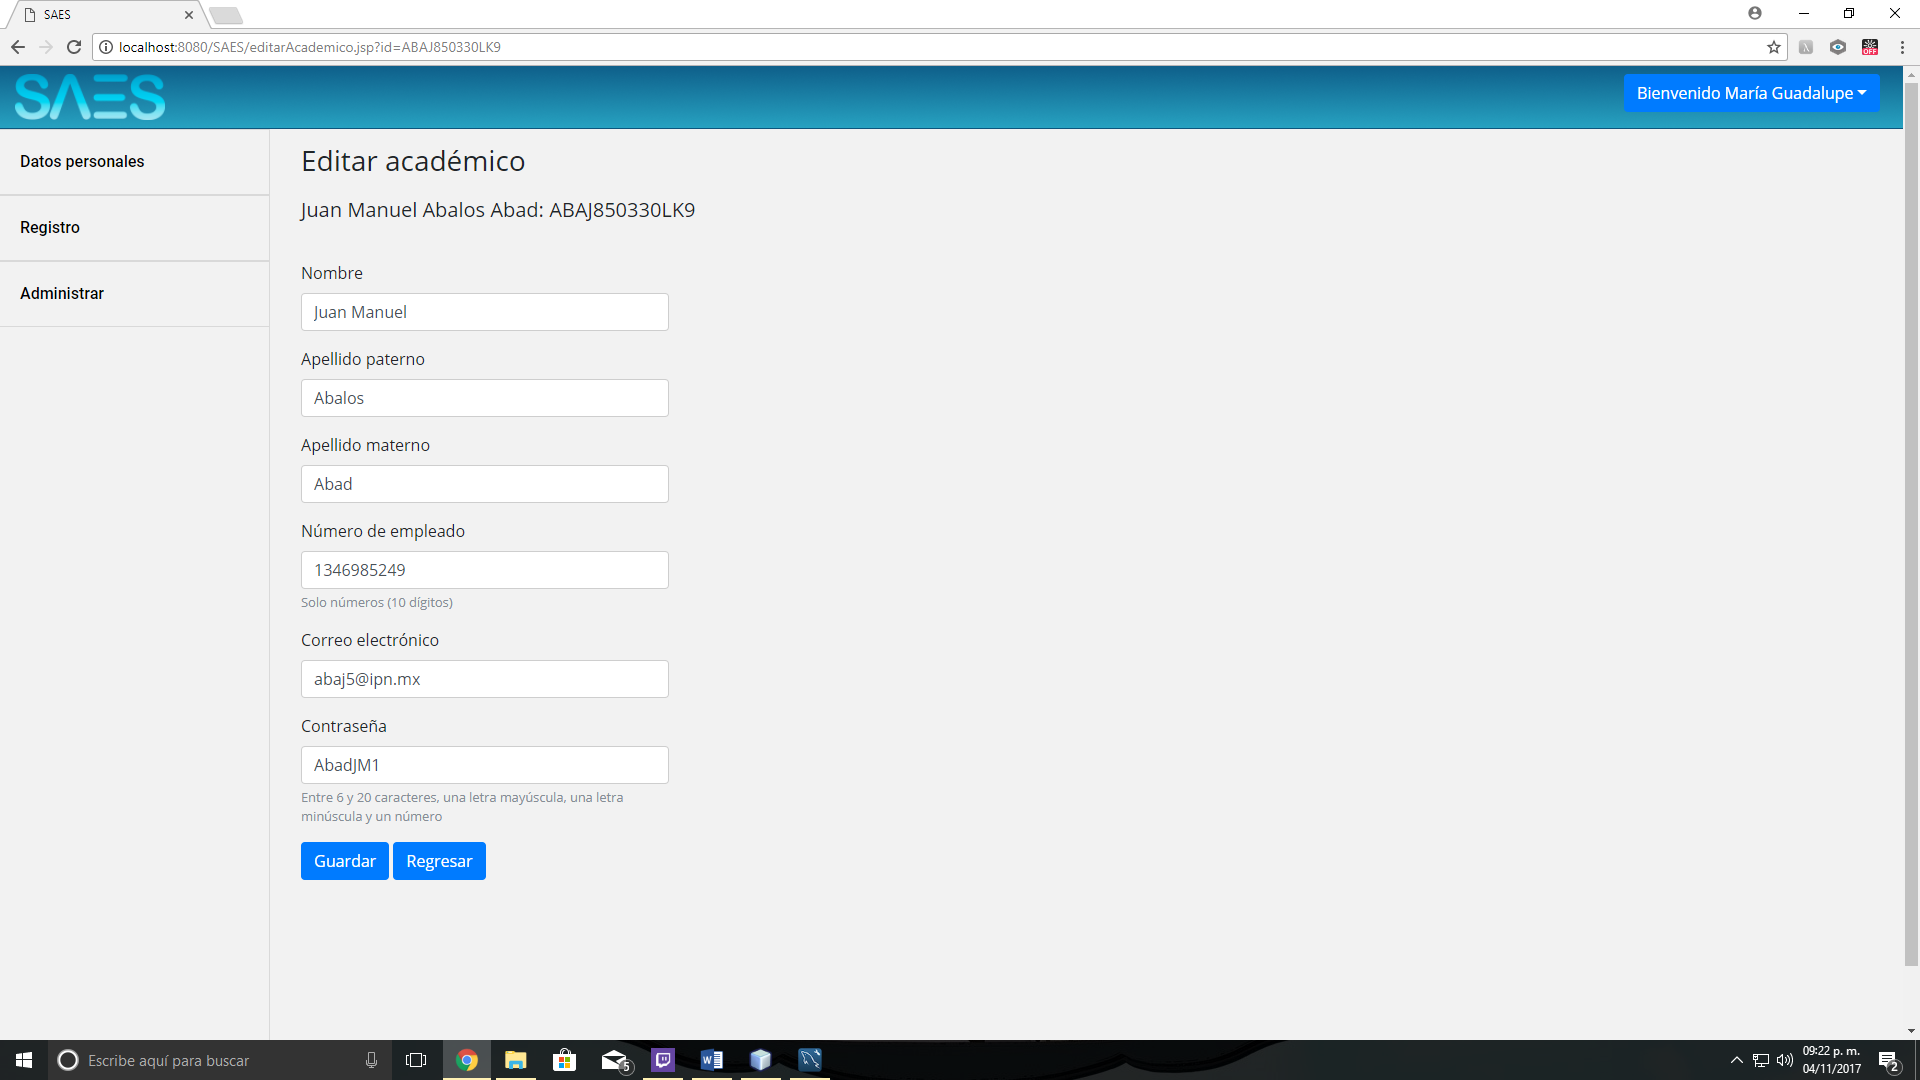 SAES
localhost:8080/SAES/editarAcademico.jsp?id=ABAJ850330LK9
OFF
SAES
Bienvenido María Guadalupe
Datos personales
Registro
Administrar
Editar académico
Juan Manuel Abalos Abad: ABAJ850330LK9
Nombre
Juan Manuel
Apellido paterno
Abalos
Apellido materno
Abad
Número de empleado
1346985249
Solo números (10 dígitos)
Correo electrónico
abaj5@ipn.mx
Contraseña
AbadJM1
Entre 6 y 20 caracteres, una letra mayúscula, una letra
minúscula y un número
Guardar
Regresar
Escribe aquí para buscar
5
09:22 p. m.
04/11/2017
2